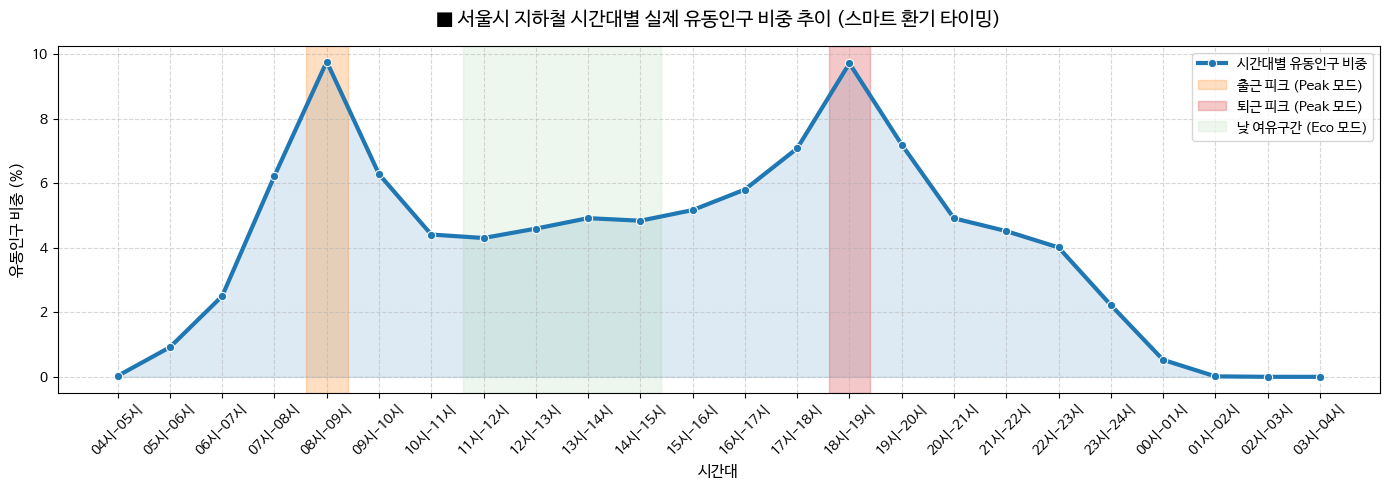 ■ 서울시 지하철 시간대별 실제 유동인구 비중 추이 (스마트 환기 타이밍)
시간대별 유동인구 비중
출근 피크 (Peak 모드)
퇴근 피크 (Peak 모드)
낮 여유구간 (Eco 모드)
유동인구 비중 (%)
10
8
6
4
2
0
04시-05시
05시-06시
06시-07시
07시-08시
08시-09시
09시-10시
10시-11시
11시-12시
12시-13시
13시-14시
14시-15시
15시-16시
16시-17시
17시-18시
18시-19시
19시-20시
20시-21시
21시-22시
22시-23시
23시-24시
00시-01시
01시-02시
02시-03시
03시-04시
시간대